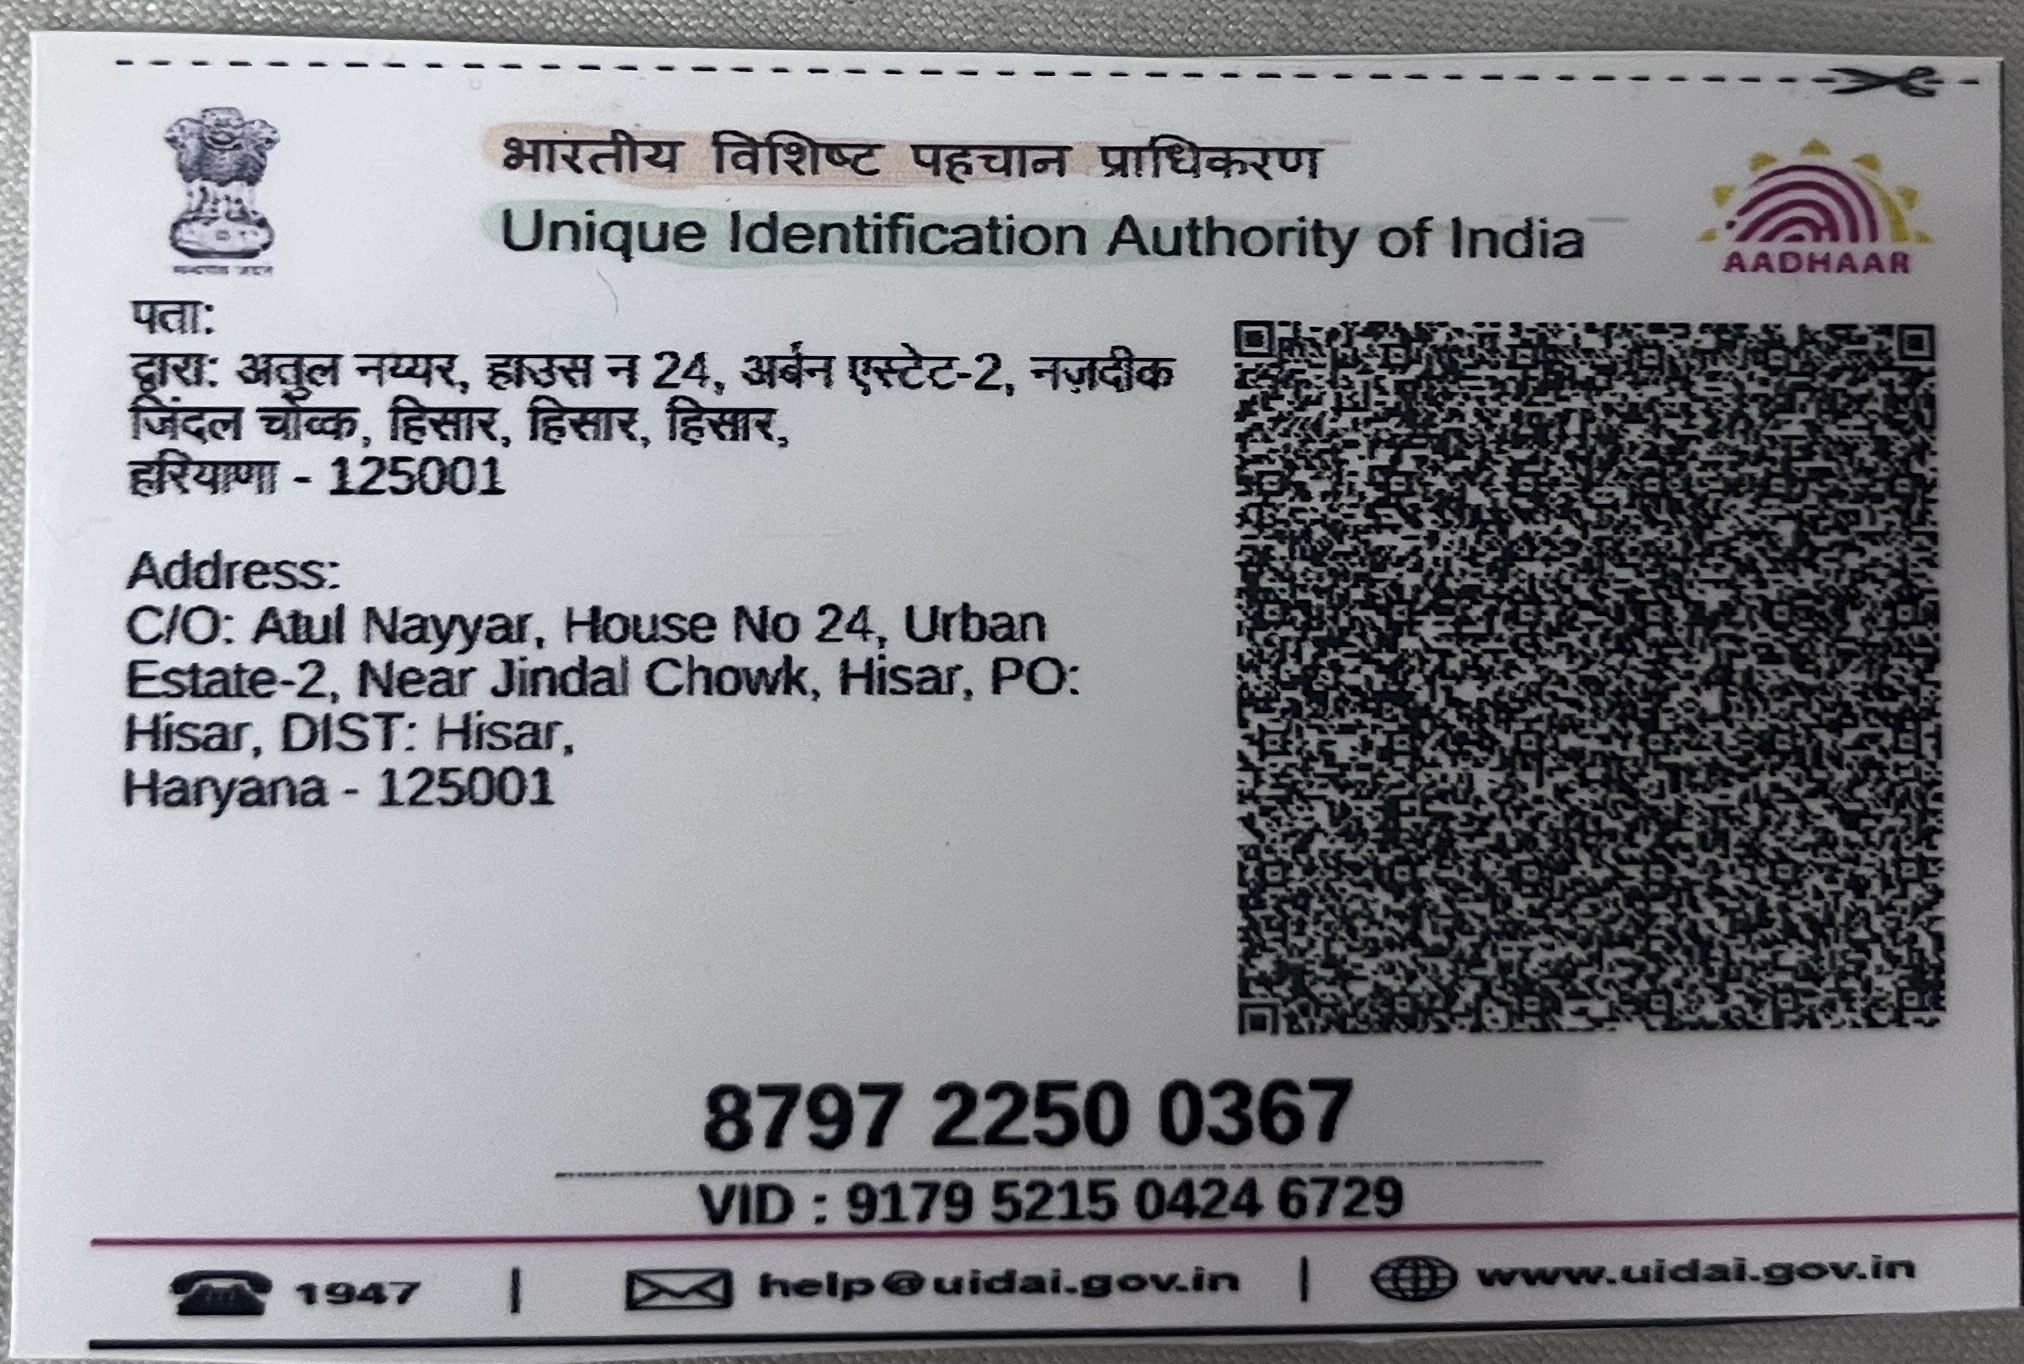 भारतीय विशिष्ट पहचान प्राधिकरण
Unique Identification Authority of India
AADHAAR
पता:
द्वारा: अतुल नय्यर, हाउस न 24, अर्बन एस्टेट-2, नज़दीक
जिंदल चोव्क, हिसार, हिसार, हिसार,
हरियाणा - 125001
Address:
C/O: Atul Nayyar, House No 24, Urban
Estate-2, Near Jindal Chowk, Hisar, PO:
Hisar, DIST: Hisar,
Haryana - 125001
8797 2250 0367
VID : 9179 5215 0424 6729
1947 | help@uidai.gov.in | www.uidai.gov.in